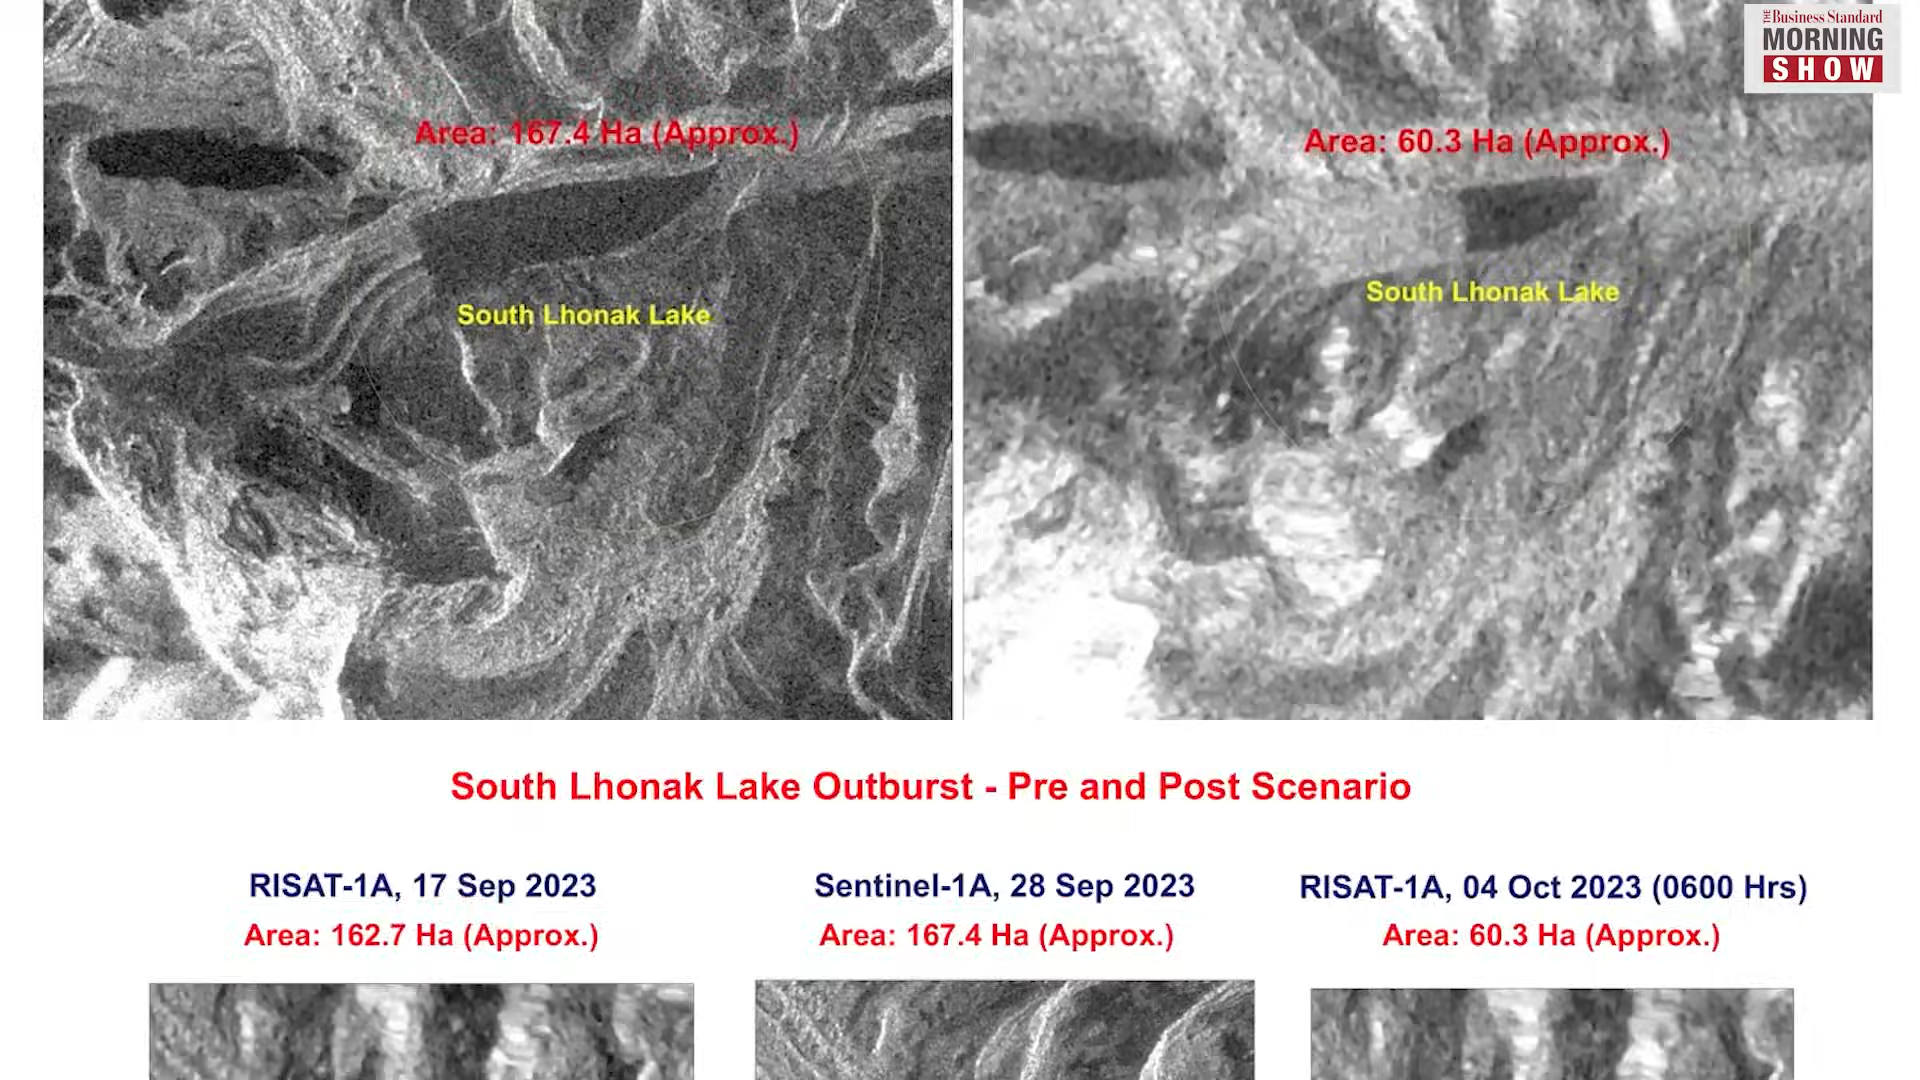 THE Business Standard
MORNING
SHOW
Area: 167.4 Ha (Approx.)
Area: 60.3 Ha (Approx.)
South Lhonak Lake
South Lhonak Lake
South Lhonak Lake Outburst - Pre and Post Scenario
RISAT-1A, 17 Sep 2023
Area: 162.7 Ha (Approx.)
Sentinel-1A, 28 Sep 2023
Area: 167.4 Ha (Approx.)
RISAT-1A, 04 Oct 2023 (0600 Hrs)
Area: 60.3 Ha (Approx.)